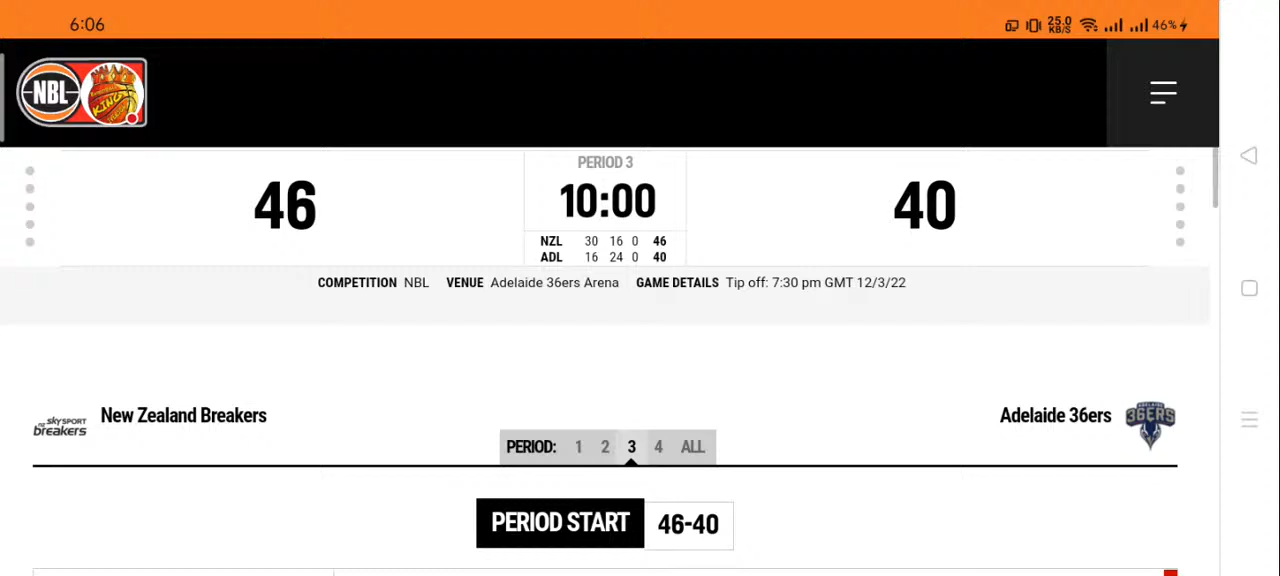 6:06
25.0
KB/S
46%
NBL
KINGS
PERIOD 3
46
10:00
40
NZL 30 16 0 46
ADL 16 24 0 40
COMPETITION NBL VENUE Adelaide 36ers Arena GAME DETAILS Tip off: 7:30 pm GMT 12/3/22
sky SPORT
breakers
New Zealand Breakers
Adelaide 36ers
ADELAIDE
36ERS
PERIOD: 1 2 3 4 ALL
PERIOD START 46-40